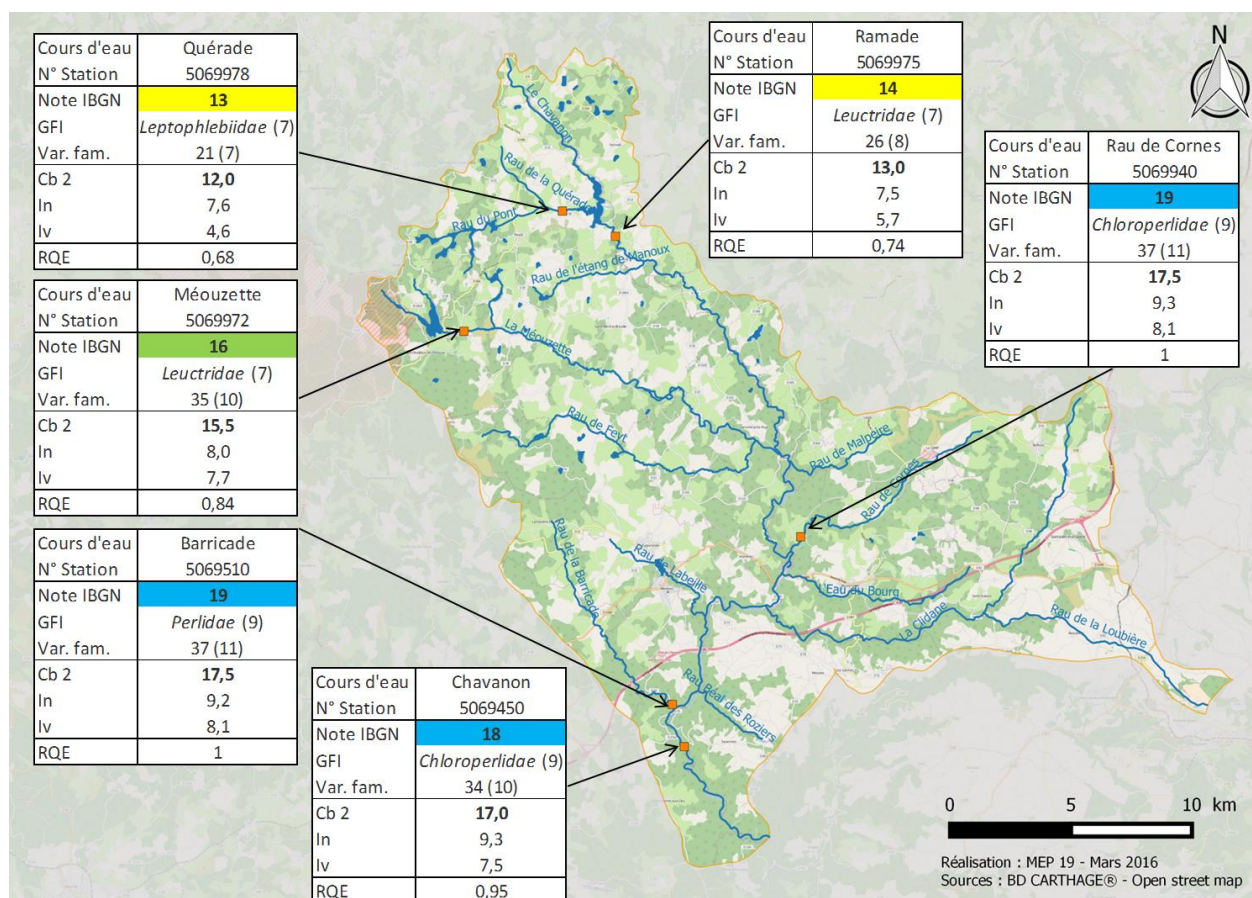 Cours d'eau Quérade
N° Station 5069978
Note IBGN 13
GFI Leptophlebiidae (7)
Var. fam. 21 (7)
Cb 2 12,0
In 7,6
Iv 4,6
RQE 0,68
Cours d'eau Ramade
N° Station 5069975
Note IBGN 14
GFI Leuctridae (7)
Var. fam. 26 (8)
Cb 2 13,0
In 7,5
Iv 5,7
RQE 0,74
N
Cours d'eau Rau de Cornes
N° Station 5069940
Note IBGN 19
GFI Chloroperlidae (9)
Var. fam. 37 (11)
Cb 2 17,5
In 9,3
Iv 8,1
RQE 1
Cours d'eau Méouzette
N° Station 5069972
Note IBGN 16
GFI Leuctridae (7)
Var. fam. 35 (10)
Cb 2 15,5
In 8,0
Iv 7,7
RQE 0,84
Cours d'eau Barricade
N° Station 5069510
Note IBGN 19
GFI Perlidae (9)
Var. fam. 37 (11)
Cb 2 17,5
In 9,2
Iv 8,1
RQE 1
Cours d'eau Chavanon
N° Station 5069450
Note IBGN 18
GFI Chloroperlidae (9)
Var. fam. 34 (10)
Cb 2 17,0
In 9,3
Iv 7,5
RQE 0,95
Le Chavanon
Rau de la Quérade
Rau du Pont
Rau de l'étang de Manoux
La Méouzette
Rau de Feyt
Rau de Malpeire
Rau de Cornes
Rau de la Barricade
Rau de Labeille
L'Eau du Bourg
La Clidane
Rau de la Loubière
Rau Béal des Roziers
0 5 10 km
Réalisation : MEP 19 - Mars 2016
Sources : BD CARTHAGE® - Open street map